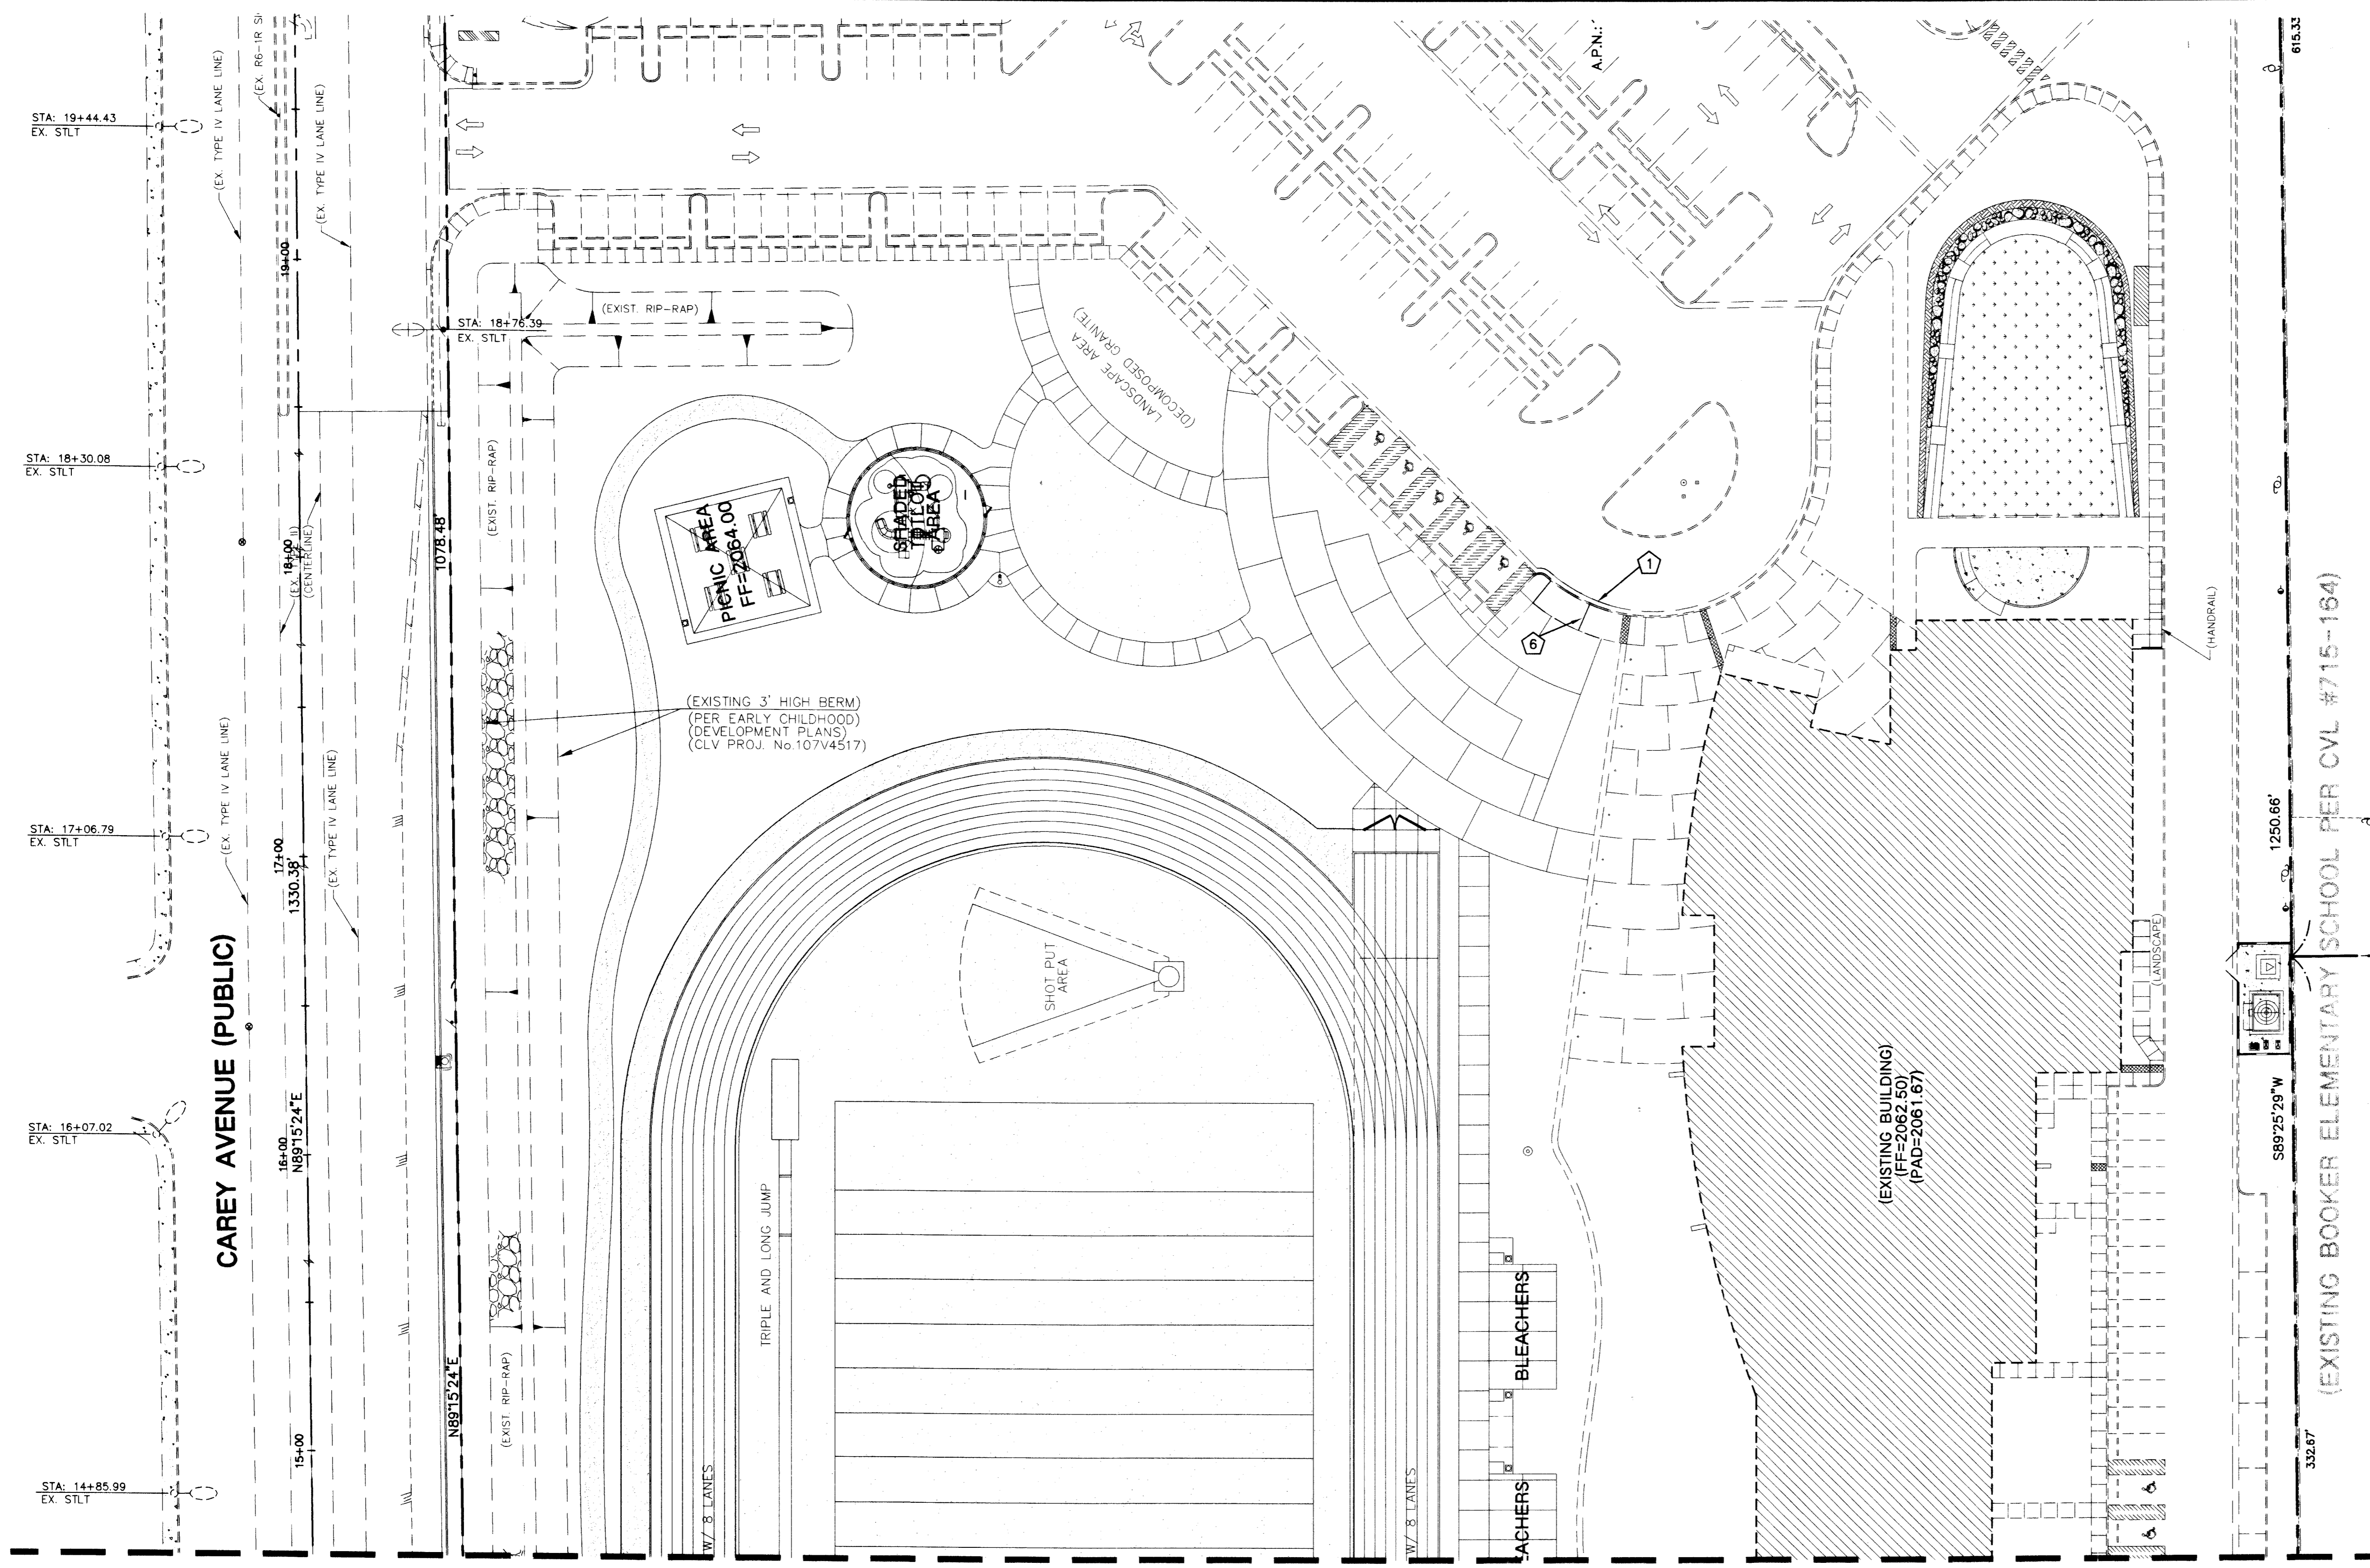 STA: 19+44.43
EX. STLT
(EX. TYPE IV LANE LINE)
(EX. R6-1R SI
(EX. TYPE IV LANE LINE)
19+00
STA: 18+76.39
EX. STLT
(EXIST. RIP-RAP)
STA: 18+30.08
EX. STLT
18+00
(CENTERLINE)
1078.48'
(EXIST. RIP-RAP)
LANDSCAPE AREA
(DECOMPOSED GRANITE)
PICNIC AREA
FF=2064.00
SHADED
TOTLOT
AREA
A.P.N.:
615.33
1
6
(HANDRAIL)
(EXISTING 3' HIGH BERM)
(PER EARLY CHILDHOOD)
(DEVELOPMENT PLANS)
(CLV PROJ. No.107V4517)
STA: 17+06.79
EX. STLT
(EX. TYPE IV LANE LINE)
17+00
1330.38'
(EX. TYPE IV LANE LINE)
CAREY AVENUE (PUBLIC)
STA: 16+07.02
EX. STLT
16+00
N89°15'24"E
SHOT PUT
AREA
TRIPLE AND LONG JUMP
(EXISTING BUILDING)
(FF=2062.50)
(PAD=2061.67)
(LANDSCAPE)
1250.66'
S89°25'29"W
(EXISTING BOOKER ELEMENTARY SCHOOL PER CVL #715-164)
BLEACHERS
N89°15'24"E
(EXIST. RIP-RAP)
15+00
STA: 14+85.99
EX. STLT
W/ 8 LANES
W/ 8 LANES
ACHERS
332.67'